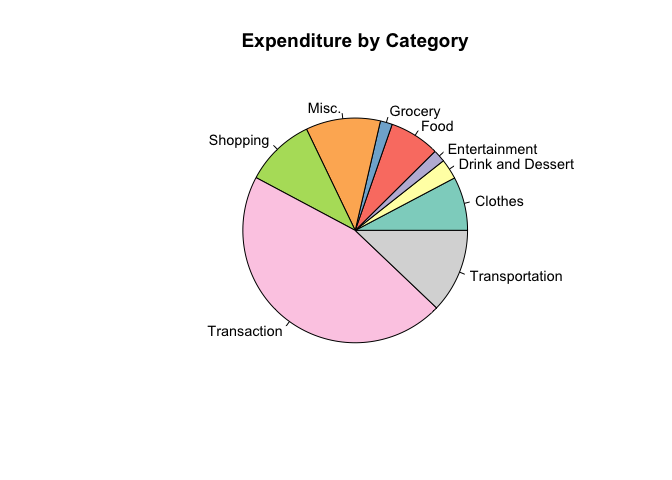 Expenditure by Category
Misc.
Grocery
Food
Shopping
Entertainment
Drink and Dessert
Clothes
Transportation
Transaction